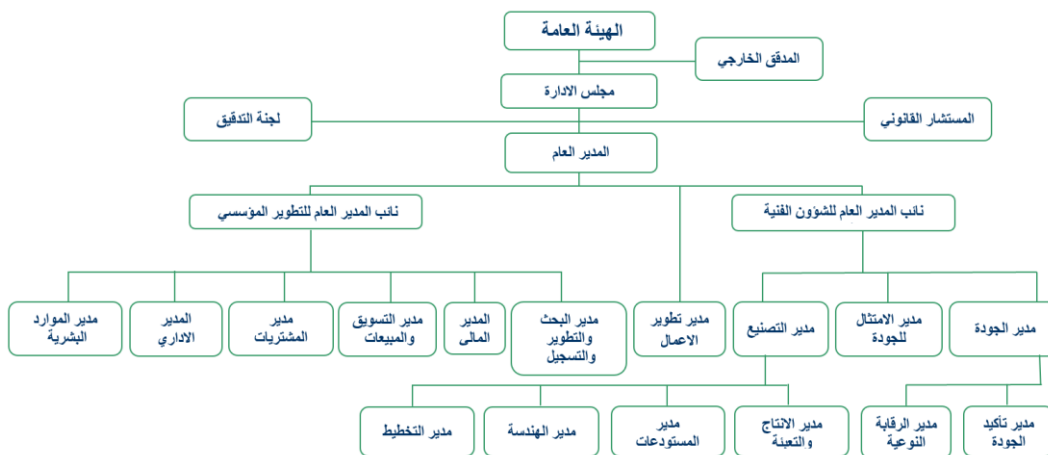 الهيئة العامة
المدقق الخارجي
مجلس الادارة
المستشار القانوني
لجنة التدقيق
المدير العام
نائب المدير العام للشؤون الفنية
نائب المدير العام للتطوير المؤسسي
مدير الجودة
مدير الامتثال
للجودة
مدير التصنيع
مدير تطوير
الاعمال
مدير البحث
والتطوير
والتسجيل
المدير
المالى
مدير التسويق
والمبيعات
مدير
المشتريات
المدير
الاداري
مدير الموارد
البشرية
مدير تأكيد
الجودة
مدير الرقابة
النوعية
مدير الانتاج
والتعبئة
مدير
المستودعات
مدير الهندسة
مدير التخطيط